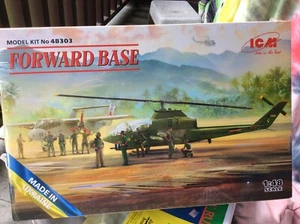 MODEL KIT No 48303
FORWARD BASE
ICM
MADE IN
UKRAINE
1:48
SCALE